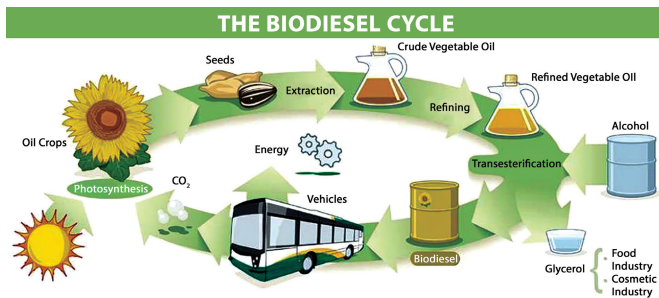 THE BIODIESEL CYCLE
Crude Vegetable Oil
Seeds
Refined Vegetable OIl
Extraction
Refining
Alcohol
Oil Crops
Energy
Transesterification
Photosynthesis
CO₂
Vehicles
Biodiesel
Glycerol
Food
Industry
Cosmetic
Industry